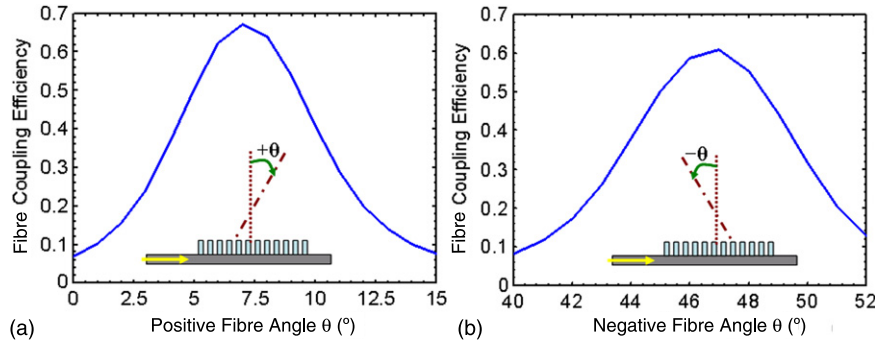 0.7
0.6
0.5
0.4
0.3
0.2
0.1
0
Fibre Coupling Efficiency
+θ
0 2.5 5 7.5 10 12.5 15
(a) Positive Fibre Angle θ (º)
0.7
0.6
0.5
0.4
0.3
0.2
0.1
0
Fibre Coupling Efficiency
−θ
40 42 44 46 48 50 52
(b) Negative Fibre Angle θ (º)